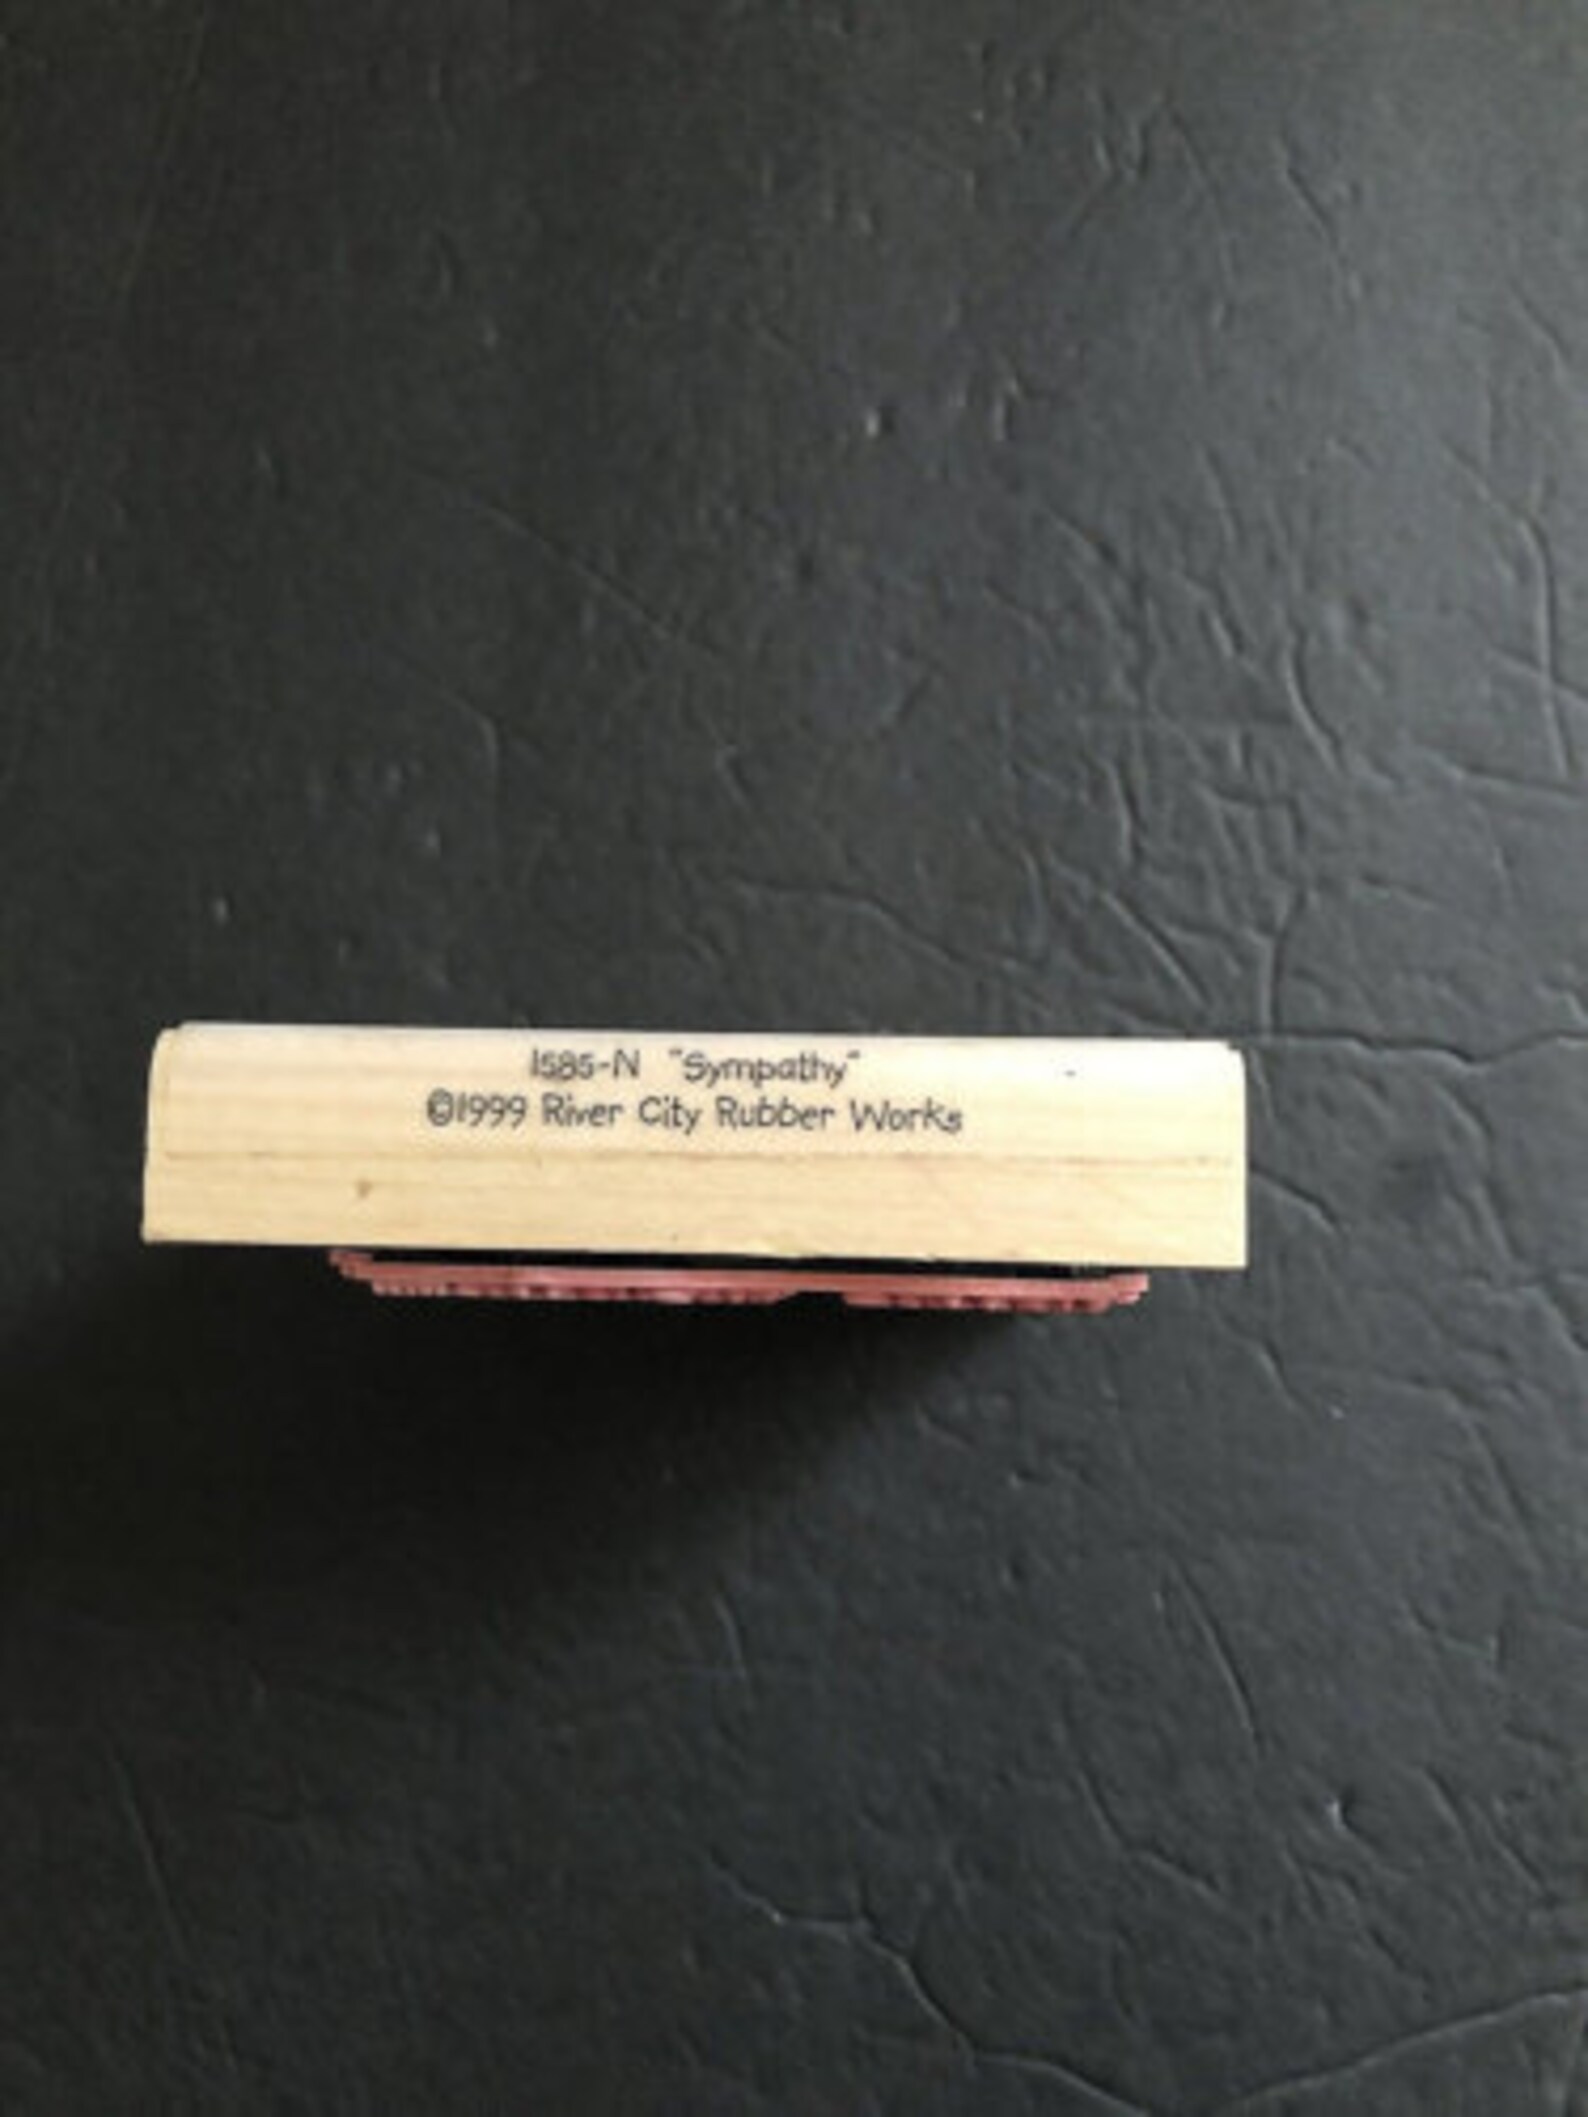 1585-N "Sympathy"
©1999 River City Rubber Works